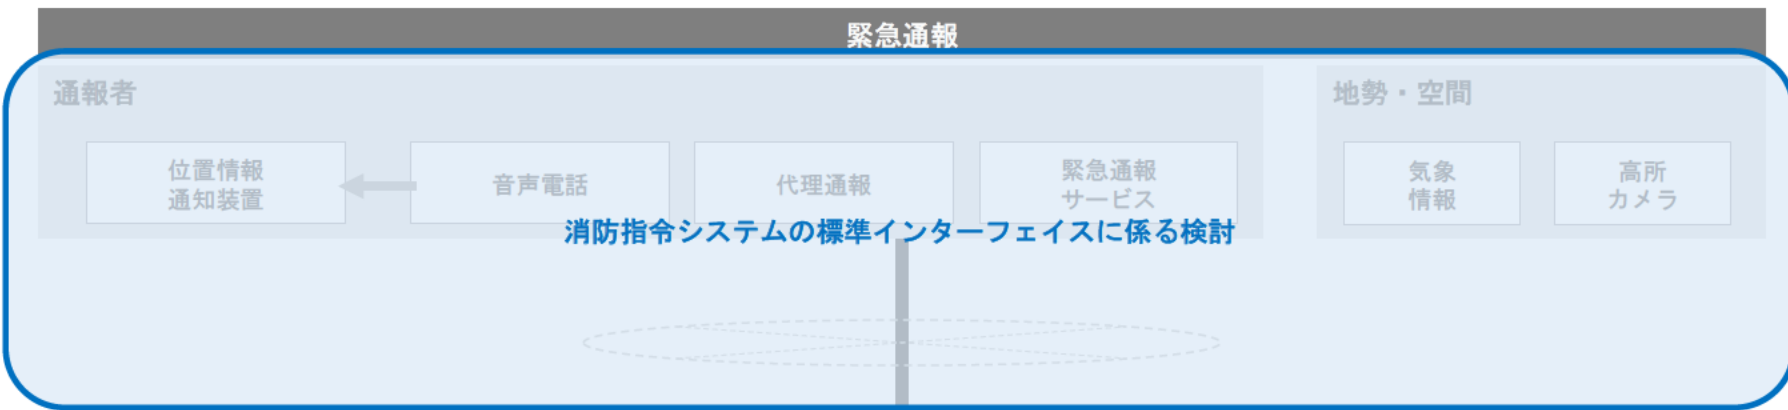 緊急通報
通報者
地勢・空間
位置情報
通知装置
音声電話
代理通報
緊急通報
サービス
気象
情報
高所
カメラ
消防指令システムの標準インターフェイスに係る検討